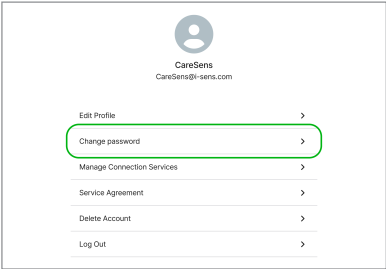 CareSens
CareSens@i-sens.com
Edit Profile
Change password
Manage Connection Services
Service Agreement
Delete Account
Log Out